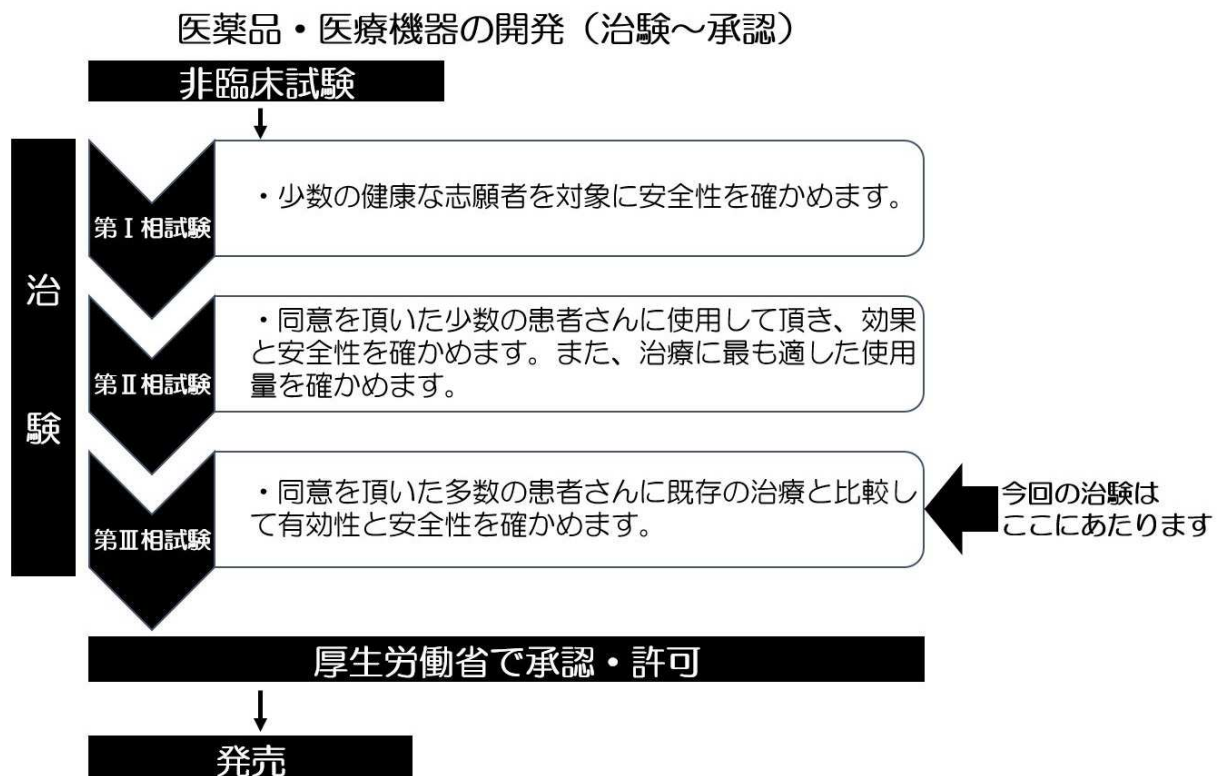 医薬品・医療機器の開発（治験～承認）
非臨床試験
治験
第Ⅰ相試験
・少数の健康な志願者を対象に安全性を確かめます。
第Ⅱ相試験
・同意を頂いた少数の患者さんに使用して頂き、効果
と安全性を確かめます。また、治療に最も適した使用
量を確かめます。
第Ⅲ相試験
・同意を頂いた多数の患者さんに既存の治療と比較し
て有効性と安全性を確かめます。
今回の治験は
ここにあたります
厚生労働省で承認・許可
発売